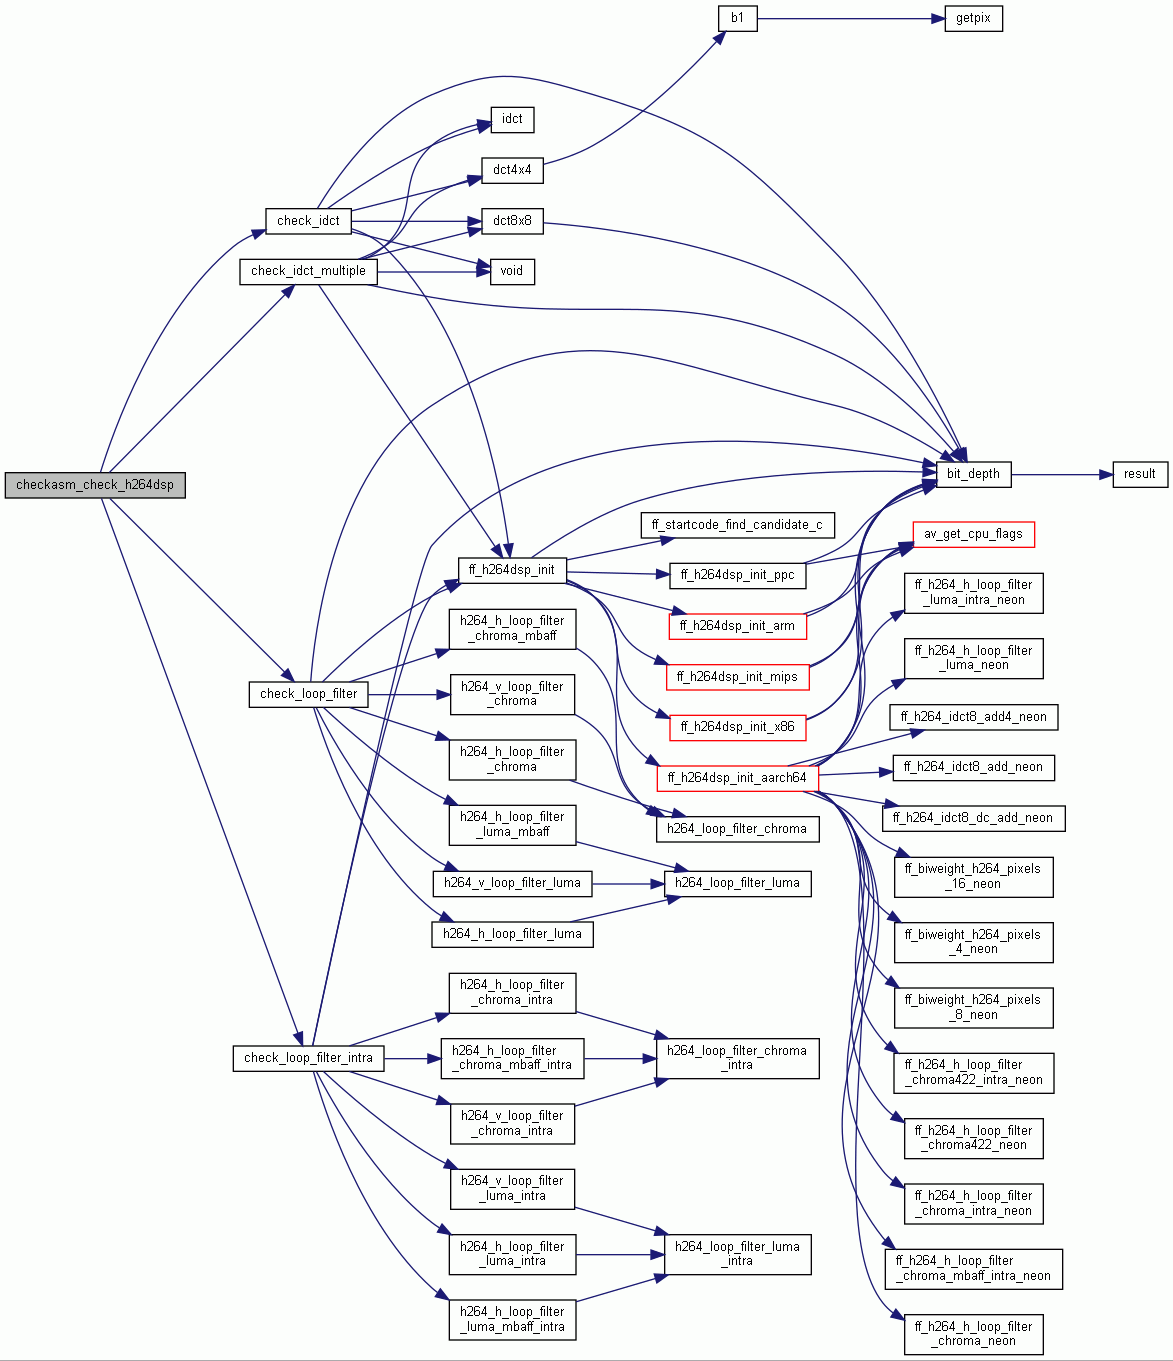 b1
getpix
idct
dct4x4
check_idct
dct8x8
check_idct_multiple
void
checkasm_check_h264dsp
bit_depth
result
ff_startcode_find_candidate_c
av_get_cpu_flags
ff_h264dsp_init
ff_h264dsp_init_ppc
ff_h264_h_loop_filter
_luma_intra_neon
h264_h_loop_filter
_chroma_mbaff
ff_h264dsp_init_arm
ff_h264_h_loop_filter
_luma_neon
ff_h264dsp_init_mips
check_loop_filter
h264_v_loop_filter
_chroma
ff_h264_idct8_add4_neon
ff_h264dsp_init_x86
h264_h_loop_filter
_chroma
ff_h264_idct8_add_neon
ff_h264dsp_init_aarch64
ff_h264_idct8_dc_add_neon
h264_h_loop_filter
_luma_mbaff
h264_loop_filter_chroma
ff_biweight_h264_pixels
_16_neon
h264_v_loop_filter_luma
h264_loop_filter_luma
h264_h_loop_filter_luma
ff_biweight_h264_pixels
_4_neon
h264_h_loop_filter
_chroma_intra
ff_biweight_h264_pixels
_8_neon
check_loop_filter_intra
h264_h_loop_filter
_chroma_mbaff_intra
h264_loop_filter_chroma
_intra
ff_h264_h_loop_filter
_chroma422_intra_neon
h264_v_loop_filter
_chroma_intra
ff_h264_h_loop_filter
_chroma422_neon
h264_v_loop_filter
_luma_intra
ff_h264_h_loop_filter
_chroma_intra_neon
h264_h_loop_filter
_luma_intra
h264_loop_filter_luma
_intra
ff_h264_h_loop_filter
_chroma_mbaff_intra_neon
h264_h_loop_filter
_luma_mbaff_intra
ff_h264_h_loop_filter
_chroma_neon